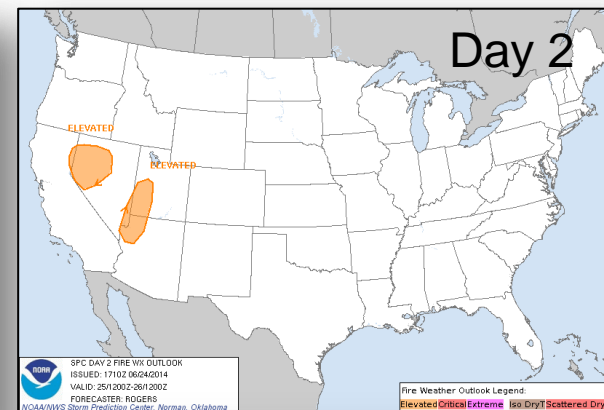 Day 2
ELEVATED
ELEVATED
NOAA
SPC DAY 2 FIRE WX OUTLOOK
ISSUED: 1710Z 06/24/2014
VALID: 25/1200Z-26/1200Z
FORECASTER: ROGERS
NOAA/NWS Storm Prediction Center, Norman, Oklahoma
Fire Weather Outlook Legend:
Elevated Critical Extreme Iso DryT Scattered Dry